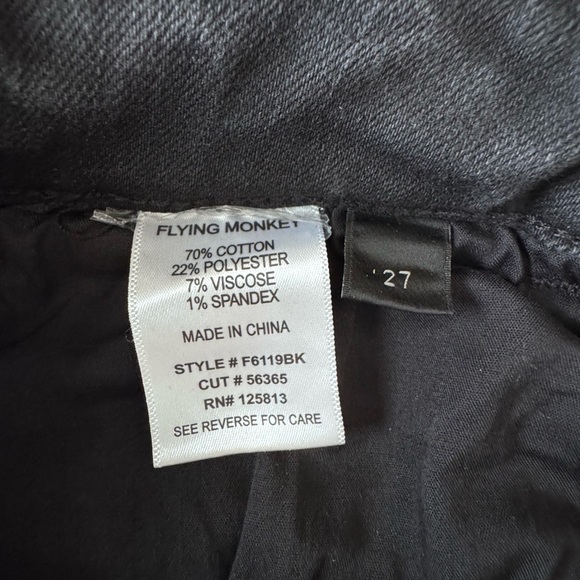 FLYING MONKEY
70% COTTON
22% POLYESTER
7% VISCOSE
1% SPANDEX
MADE IN CHINA
STYLE # F6119BK
CUT # 56365
RN# 125813
SEE REVERSE FOR CARE
27